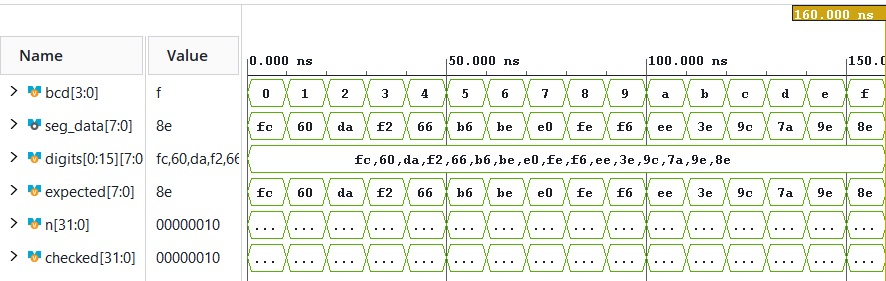 160.000 ns
Name Value
0.000 ns 50.000 ns 100.000 ns 150.0
bcd[3:0] f 0 1 2 3 4 5 6 7 8 9 a b c d e f
seg_data[7:0] 8e fc 60 da f2 66 b6 be e0 fe f6 ee 3e 9c 7a 9e 8e
digits[0:15][7:0 fc,60,da,f2,66 fc,60,da,f2,66,b6,be,e0,fe,f6,ee,3e,9c,7a,9e,8e
expected[7:0] 8e fc 60 da f2 66 b6 be e0 fe f6 ee 3e 9c 7a 9e 8e
n[31:0] 00000010 ... ... ... ... ... ... ... ... ... ... ... ... ... ... ... ...
checked[31:0] 00000010 ... ... ... ... ... ... ... ... ... ... ... ... ... ... ... ...